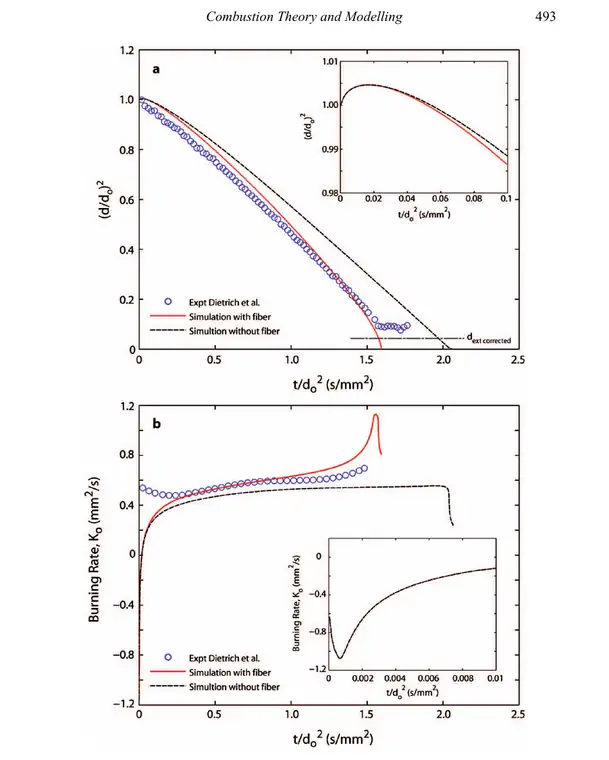 Combustion Theory and Modelling 493
a
1.2
1.0
0.8
0.6
0.4
0.2
0
(d/do)2
0 0.5 1.0 1.5 2.0 2.5
t/do2 (s/mm2)
Expt Dietrich et al.
Simulation with fiber
Simultion without fiber
dext corrected
1.01
1.00
0.99
0.98
(d/do)2
0 0.02 0.04 0.06 0.08 0.1
t/do2 (s/mm2)
b
1.2
0.8
0.4
0
−0.4
−0.8
−1.2
Burning Rate, Ko (mm2/s)
0 0.5 1.0 1.5 2.0 2.5
t/do2 (s/mm2)
Expt Dietrich et al.
Simulation with fiber
Simultion without fiber
0
−0.4
−0.8
−1.2
Burning Rate, Ko (mm2/s)
0 0.002 0.004 0.006 0.008 0.01
t/do2 (s/mm2)